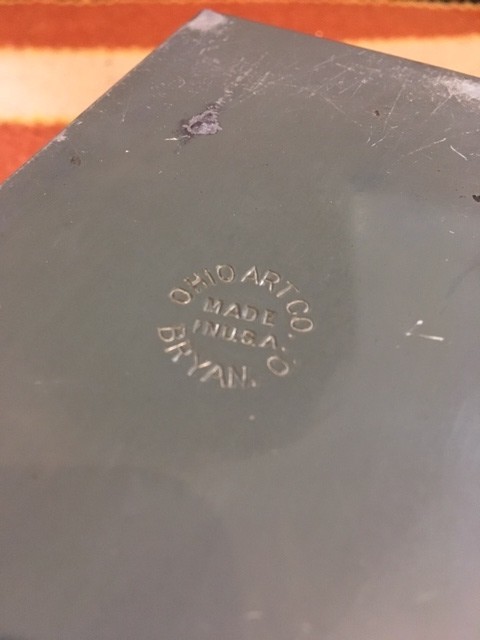 OHIO ART CO.
MADE
IN U.S.A.
BRYAN. O.